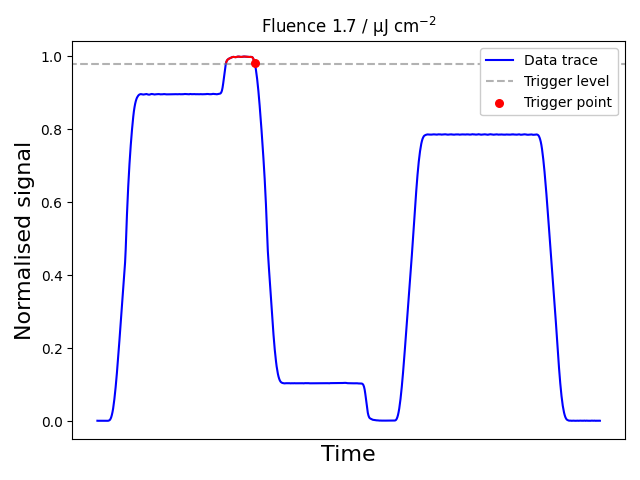 Fluence 1.7 / μJ cm⁻²
Normalised signal
1.0
0.8
0.6
0.4
0.2
0.0
Data trace
Trigger level
Trigger point
Time